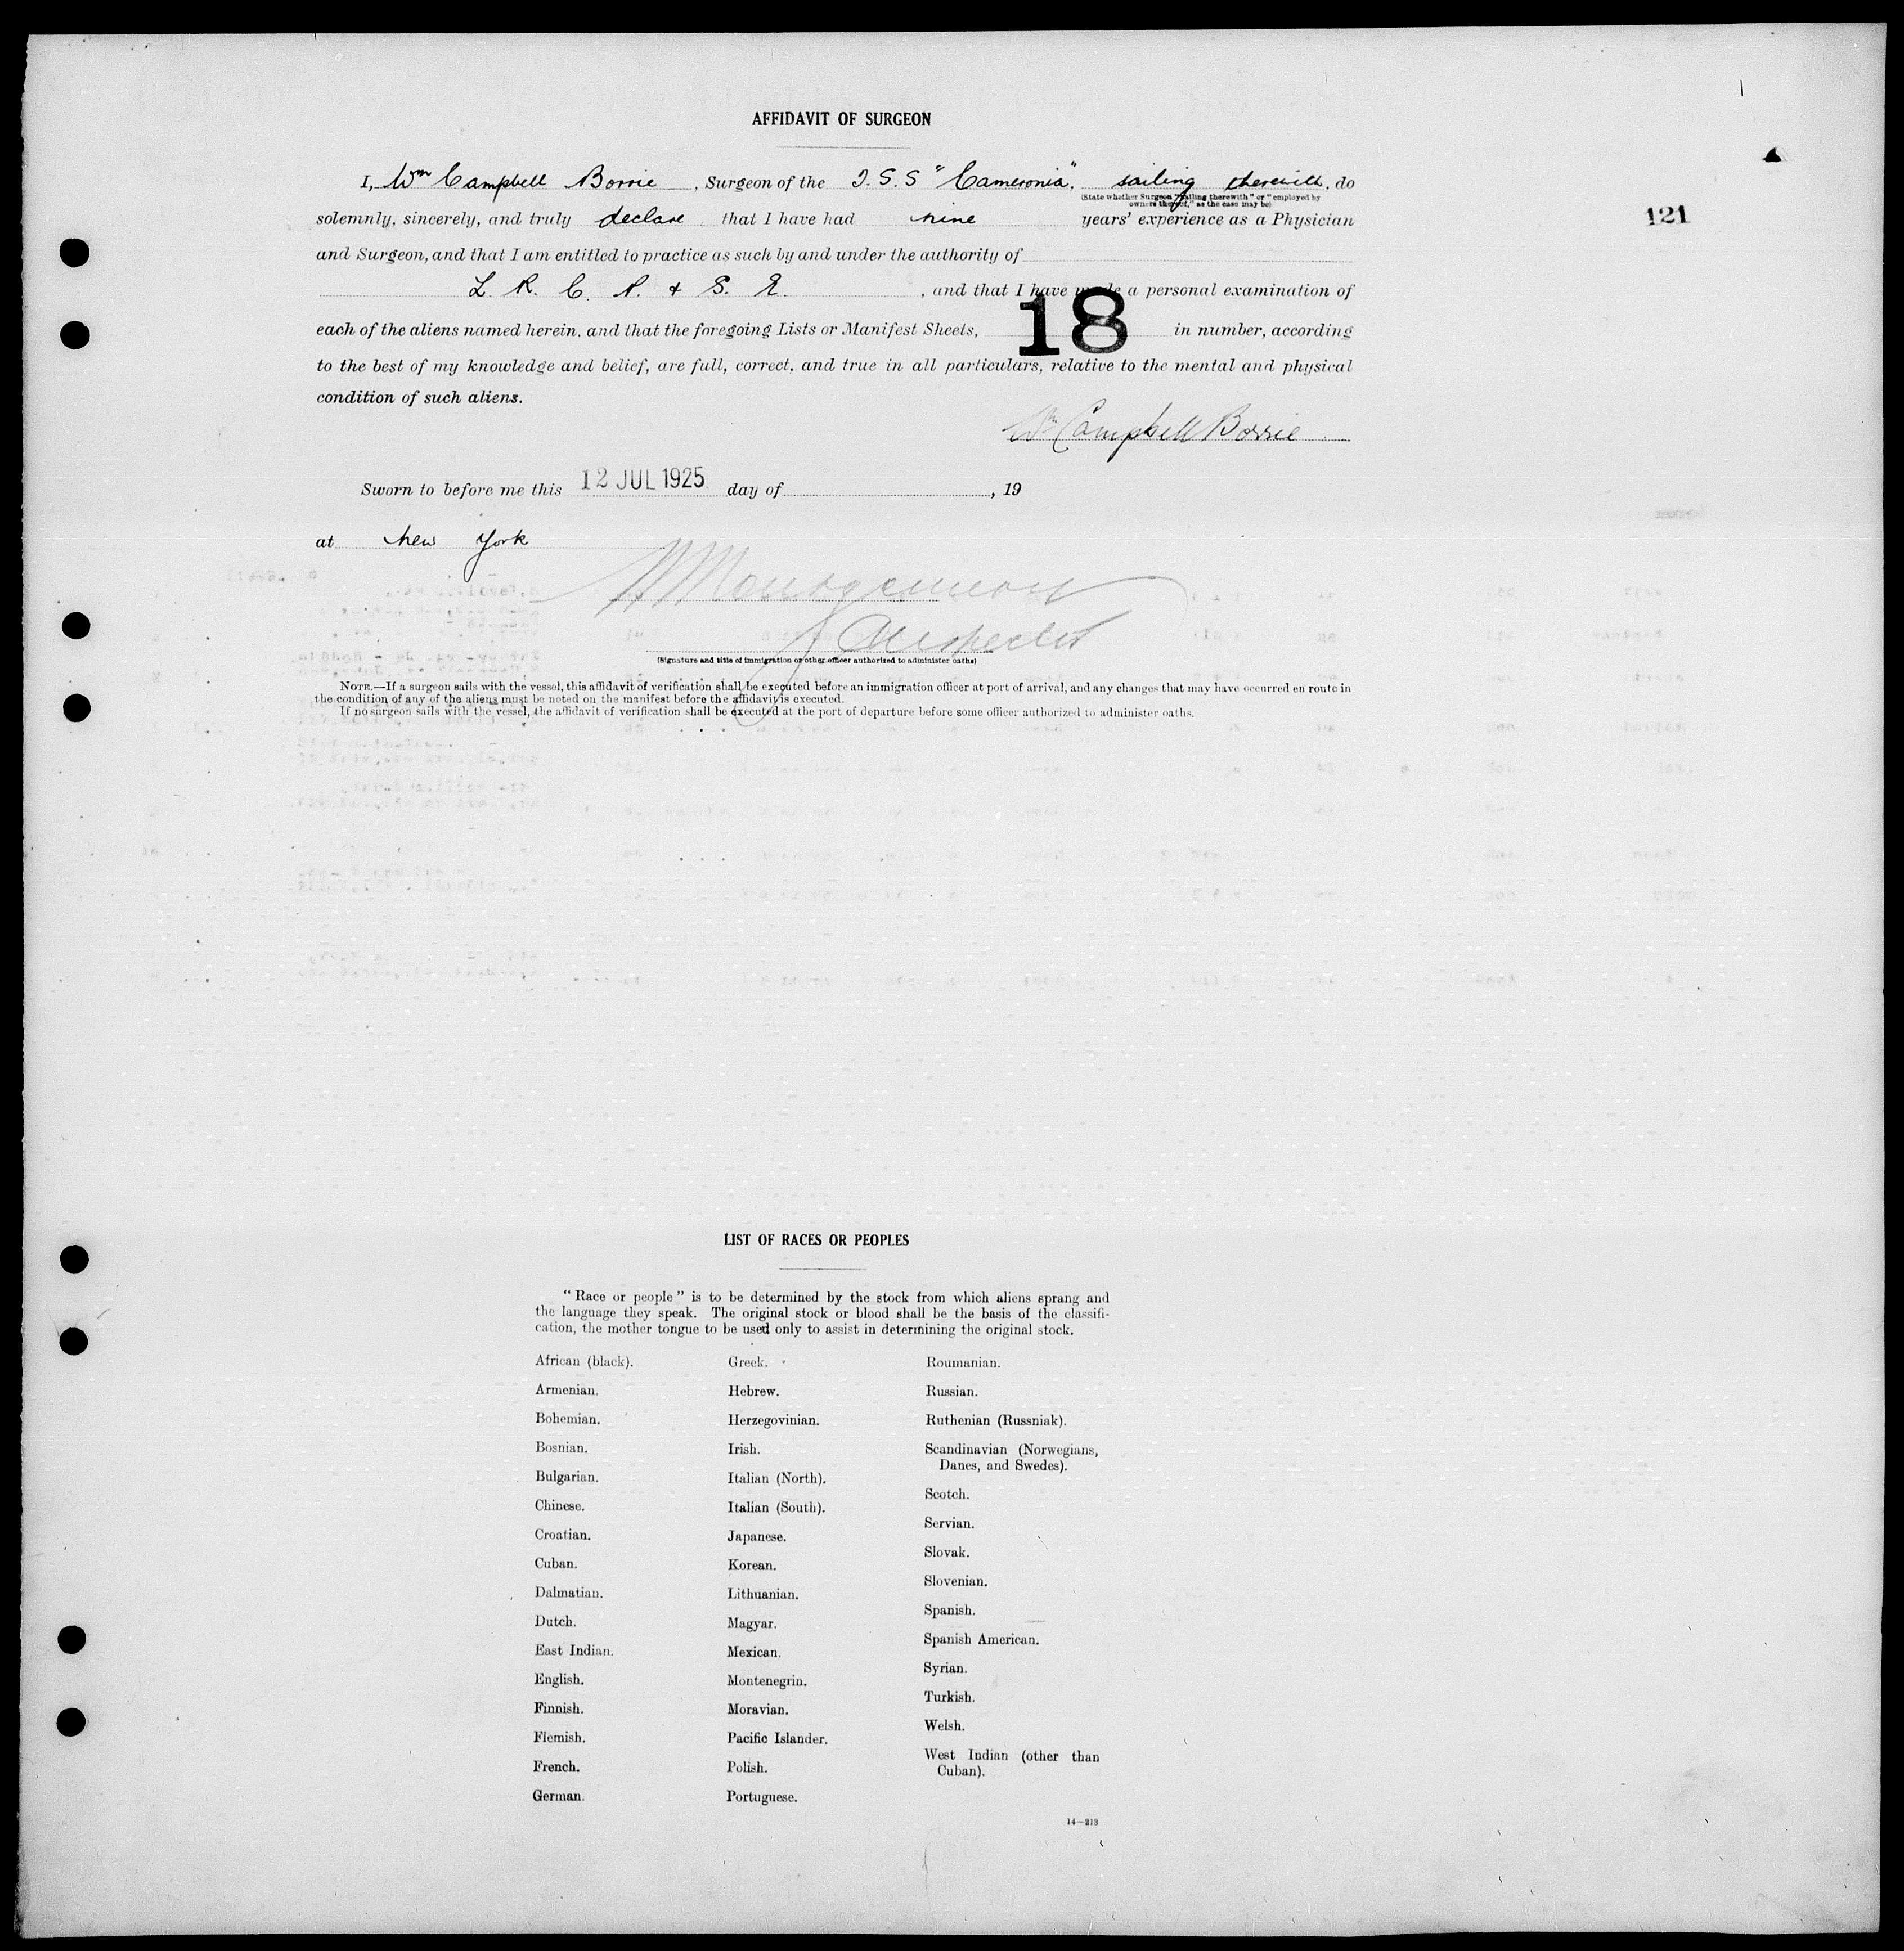 AFFIDAVIT OF SURGEON
121
I, Wm Campbell Borrie, Surgeon of the T.S.S "Cameronia", sailing therewith, do
(State whether Surgeon "sailing therewith" or "employed by
owners thereof," as the case may be)
solemnly, sincerely, and truly declare that I have had nine years' experience as a Physician
and Surgeon, and that I am entitled to practice as such by and under the authority of
L. R. C. P. & S. E. , and that I have made a personal examination of
each of the aliens named herein, and that the foregoing Lists or Manifest Sheets, 18 in number, according
to the best of my knowledge and belief, are full, correct, and true in all particulars, relative to the mental and physical
condition of such aliens.
Wm Campbell Borrie
Sworn to before me this 12 JUL 1925 day of , 19
at New York
Montgomery
Inspector
(Signature and title of immigration or other officer authorized to administer oaths)
NOTE.—If a surgeon sails with the vessel, this affidavit of verification shall be executed before an immigration officer at port of arrival, and any changes that may have occurred en route in
the condition of any of the aliens must be noted on the manifest before the affidavit is executed.
If no surgeon sails with the vessel, the affidavit of verification shall be executed at the port of departure before some officer authorized to administer oaths.
LIST OF RACES OR PEOPLES
"Race or people" is to be determined by the stock from which aliens sprang and
the language they speak. The original stock or blood shall be the basis of the classifi-
cation, the mother tongue to be used only to assist in determining the original stock.
African (black).
Armenian.
Bohemian.
Bosnian.
Bulgarian.
Chinese.
Croatian.
Cuban.
Dalmatian.
Dutch.
East Indian.
English.
Finnish.
Flemish.
French.
German.
Greek.
Hebrew.
Herzegovinian.
Irish.
Italian (North).
Italian (South).
Japanese.
Korean.
Lithuanian.
Magyar.
Mexican.
Montenegrin.
Moravian.
Pacific Islander.
Polish.
Portuguese.
Roumanian.
Russian.
Ruthenian (Russniak).
Scandinavian (Norwegians,
Danes, and Swedes).
Scotch.
Servian.
Slovak.
Slovenian.
Spanish.
Spanish American.
Syrian.
Turkish.
Welsh.
West Indian (other than
Cuban).
14—213